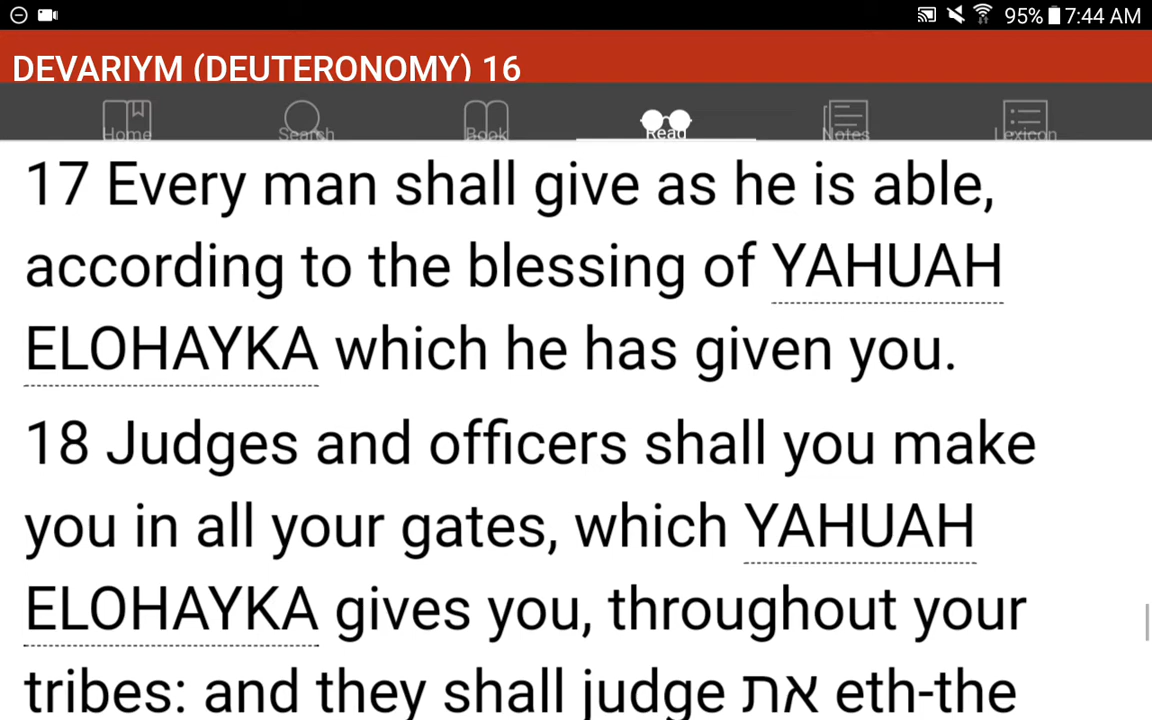 95% 7:44 AM
DEVARIYM (DEUTERONOMY) 16
Home Search Book Read Notes Lexicon
17 Every man shall give as he is able,
according to the blessing of YAHUAH
ELOHAYKA which he has given you.
18 Judges and officers shall you make
you in all your gates, which YAHUAH
ELOHAYKA gives you, throughout your
tribes: and they shall judge את eth-the